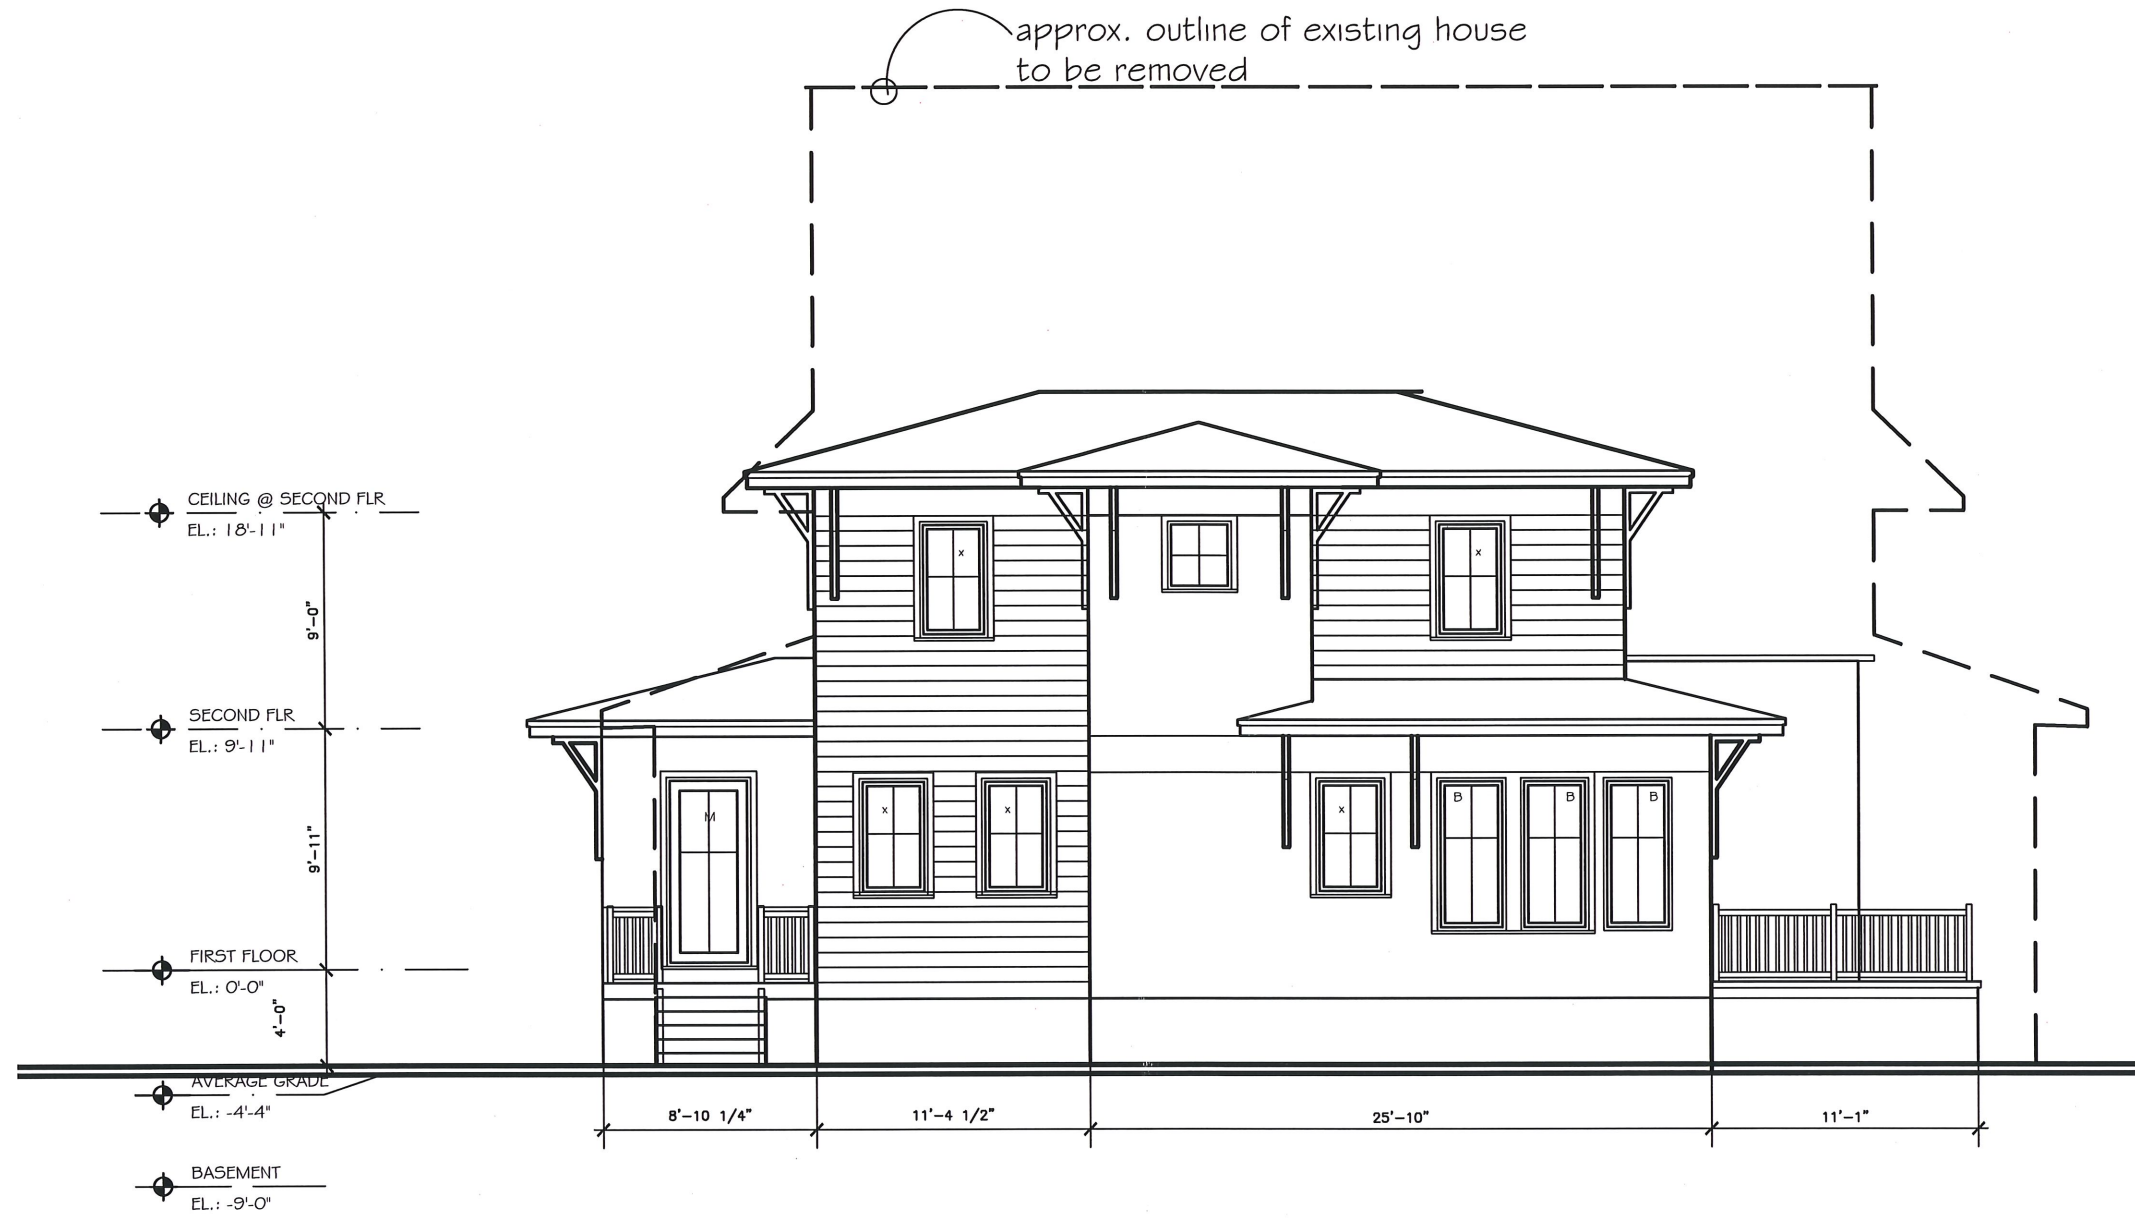 approx. outline of existing house
to be removed
CEILING @ SECOND FLR
EL.: 18'-11"
9'-0"
SECOND FLR
EL.: 9'-11"
9'-11"
FIRST FLOOR
EL.: 0'-0"
4'-0"
AVERAGE GRADE
EL.: -4'-4"
BASEMENT
EL.: -9'-0"
x
x
M
x
x
x
B
B
B
8'-10 1/4"
11'-4 1/2"
25'-10"
11'-1"